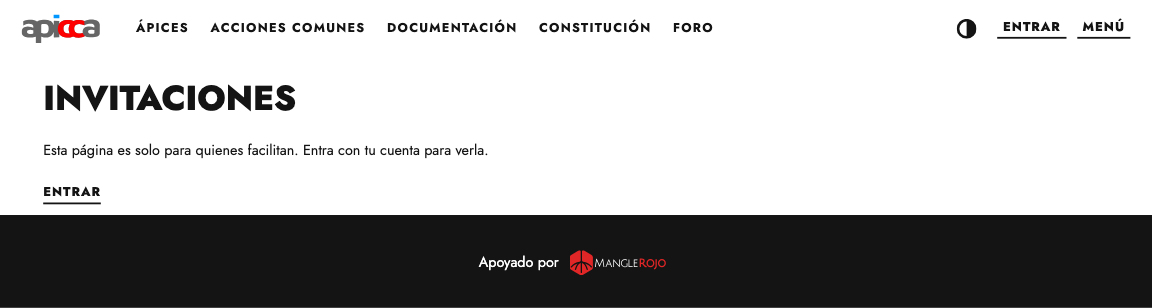 apicca
ÁPICES
ACCIONES COMUNES
DOCUMENTACIÓN
CONSTITUCIÓN
FORO
ENTRAR
MENÚ
INVITACIONES
Esta página es solo para quienes facilitan. Entra con tu cuenta para verla.
ENTRAR
Apoyado por
MANGLEROJO